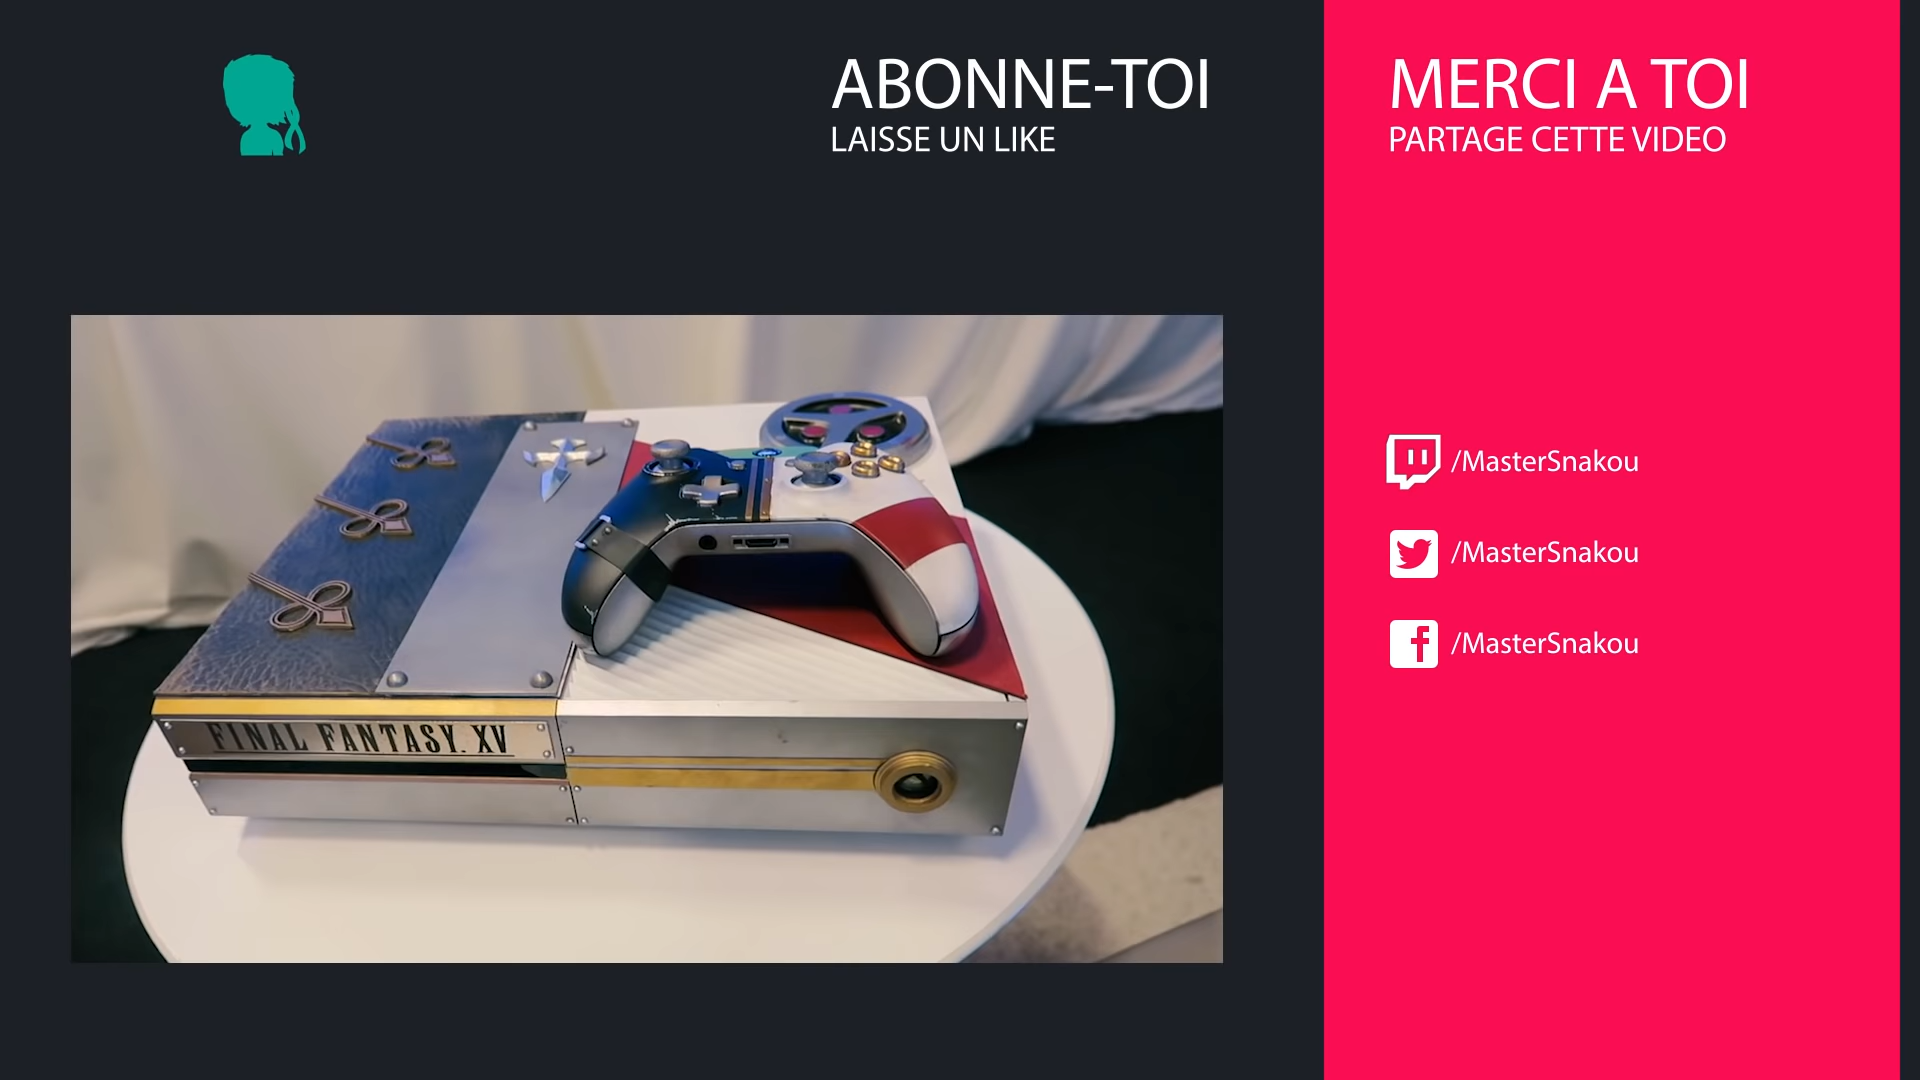 ABONNE-TOI
LAISSE UN LIKE
MERCI A TOI
PARTAGE CETTE VIDEO
/MasterSnakou
/MasterSnakou
/MasterSnakou
FINAL FANTASY XV